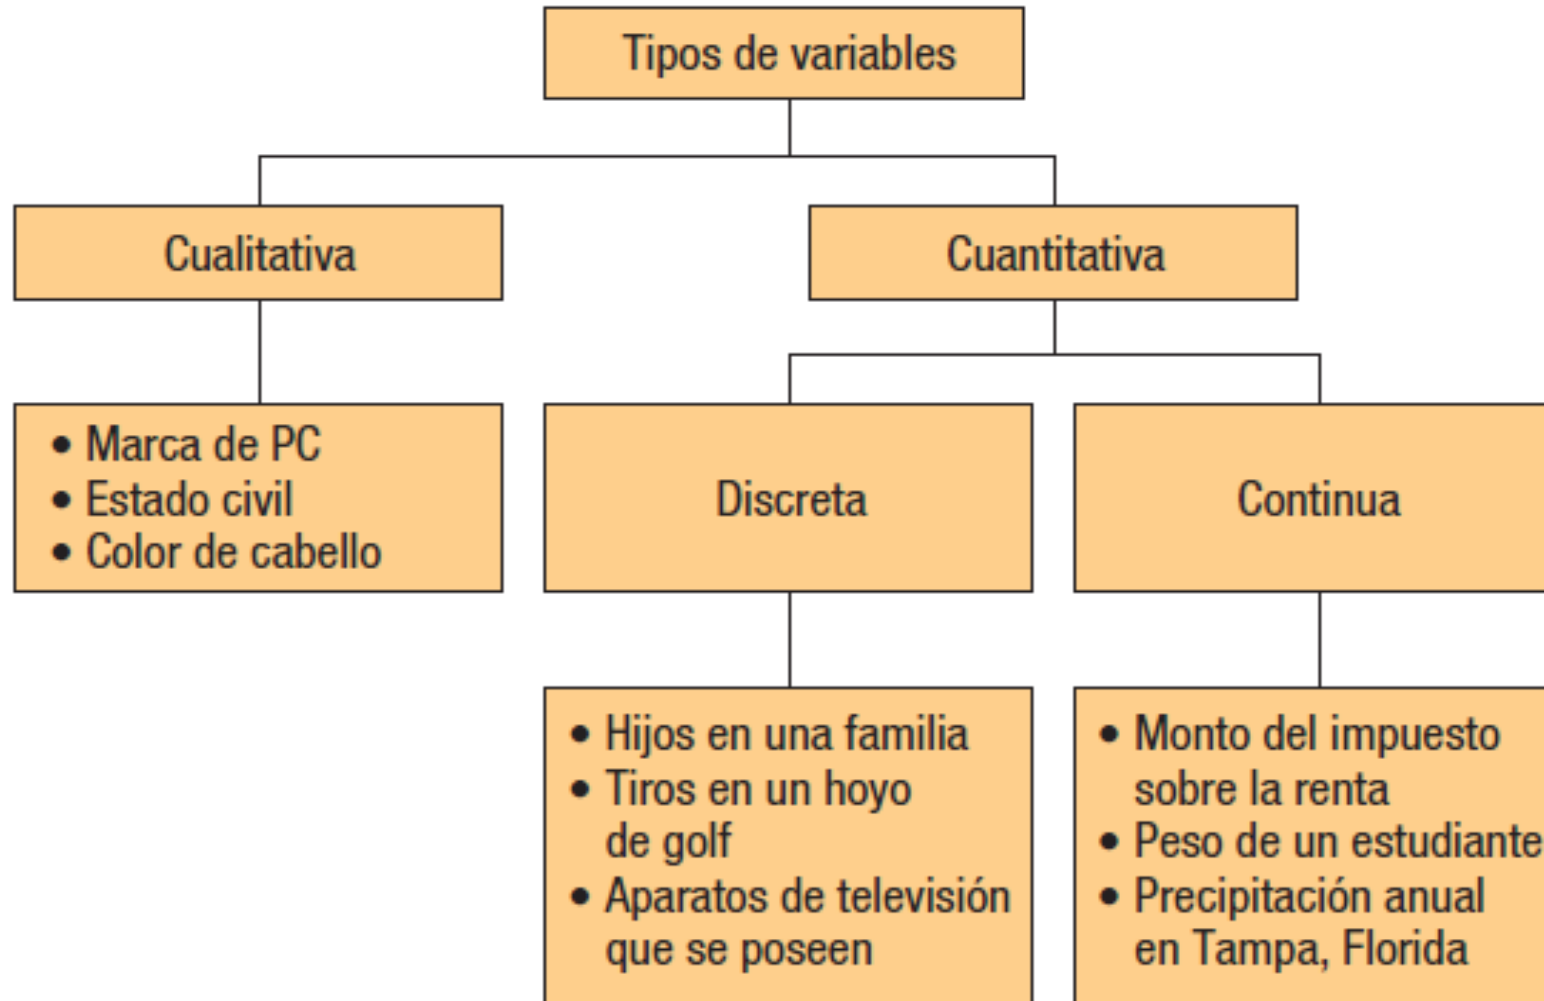 Tipos de variables
Cualitativa
Cuantitativa
• Marca de PC
• Estado civil
• Color de cabello
Discreta
Continua
• Hijos en una familia
• Tiros en un hoyo
de golf
• Aparatos de televisión
que se poseen
• Monto del impuesto
sobre la renta
• Peso de un estudiante
• Precipitación anual
en Tampa, Florida